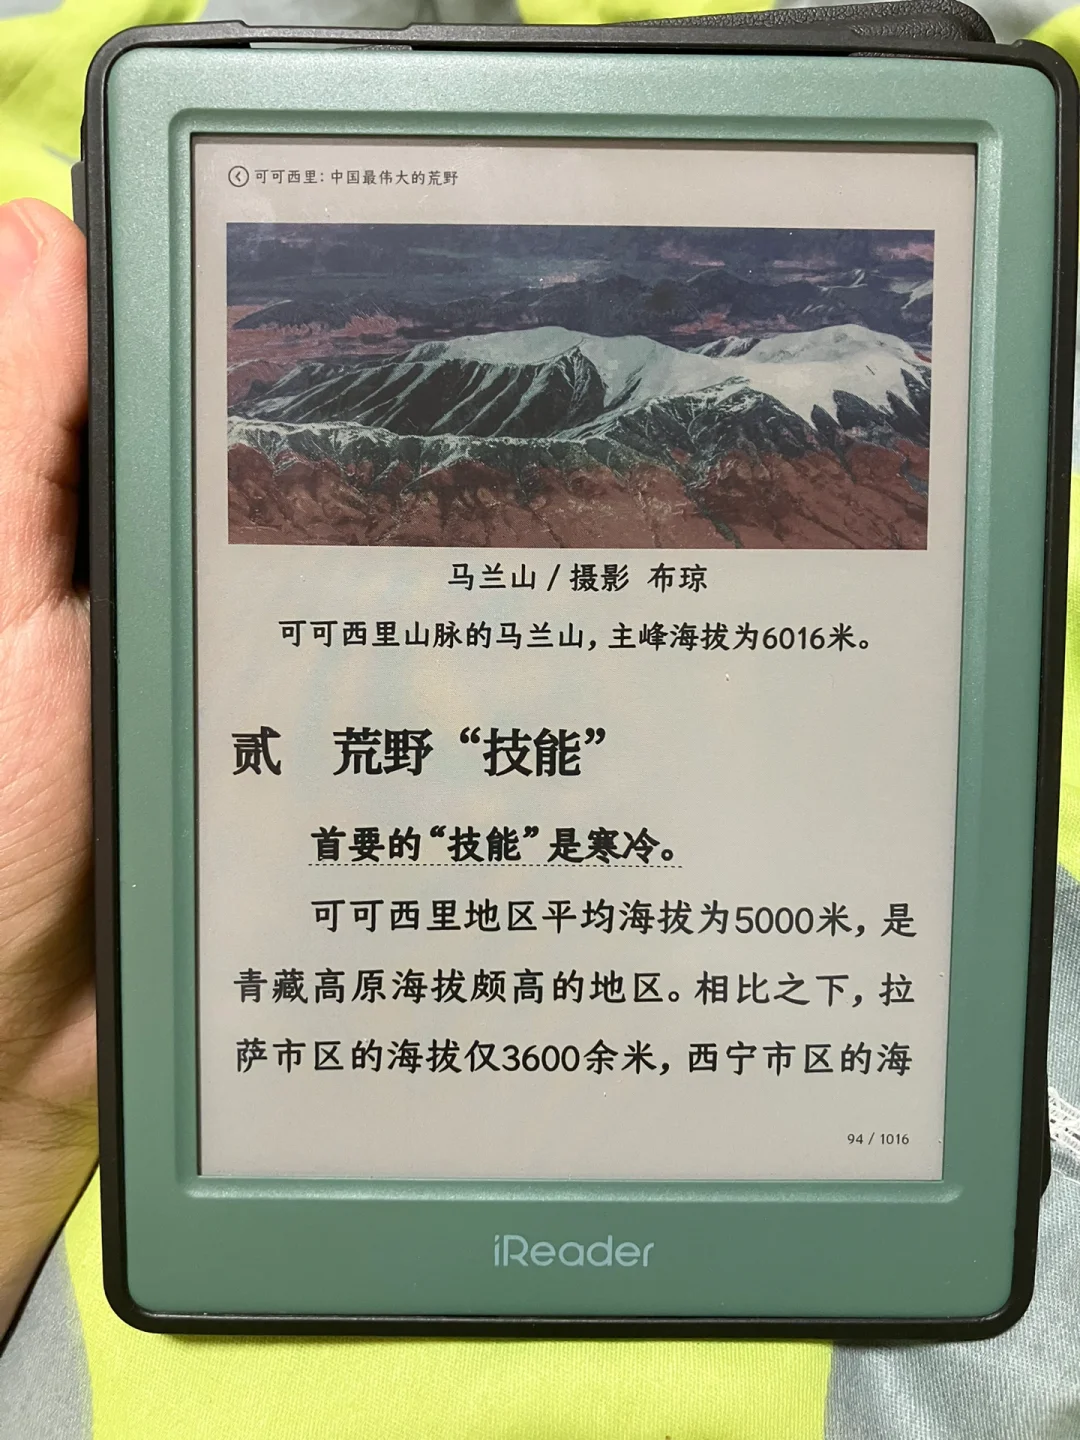 可可西里：中国最伟大的荒野
马兰山 / 摄影 布琼
可可西里山脉的马兰山，主峰海拔为6016米。
贰 荒野“技能”
首要的“技能”是寒冷。
可可西里地区平均海拔为5000米，是
青藏高原海拔颇高的地区。相比之下，拉
萨市区的海拔仅3600余米，西宁市区的海
94 / 1016
iReader